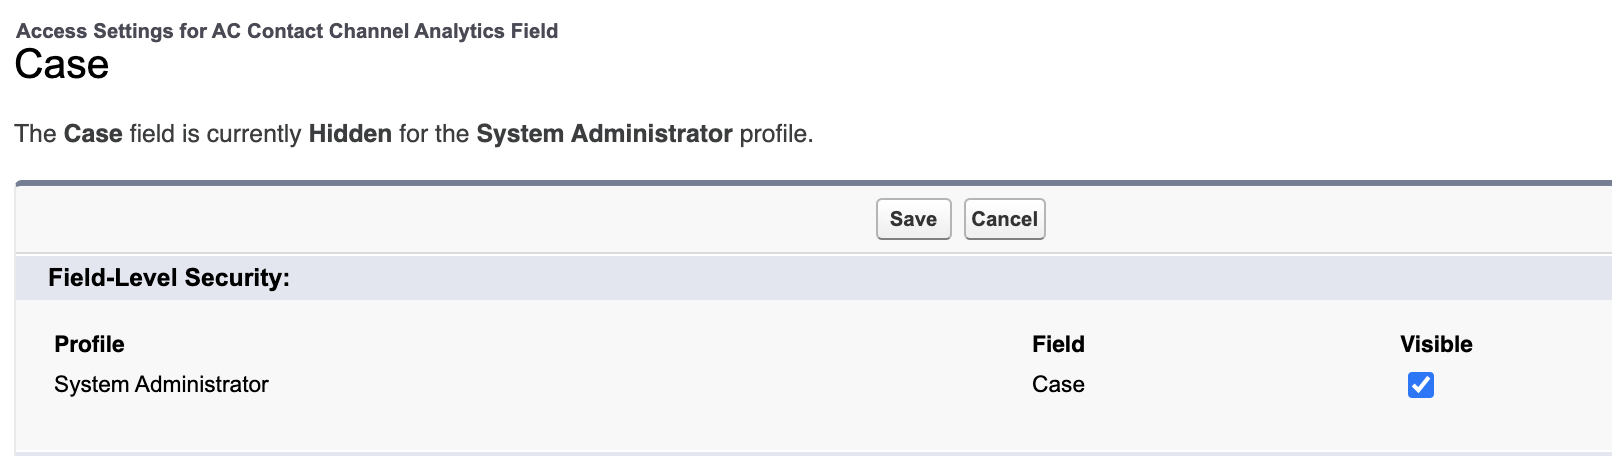 Access Settings for AC Contact Channel Analytics Field
Case
The Case field is currently Hidden for the System Administrator profile.
Save Cancel
Field-Level Security:
Profile Field Visible
System Administrator Case